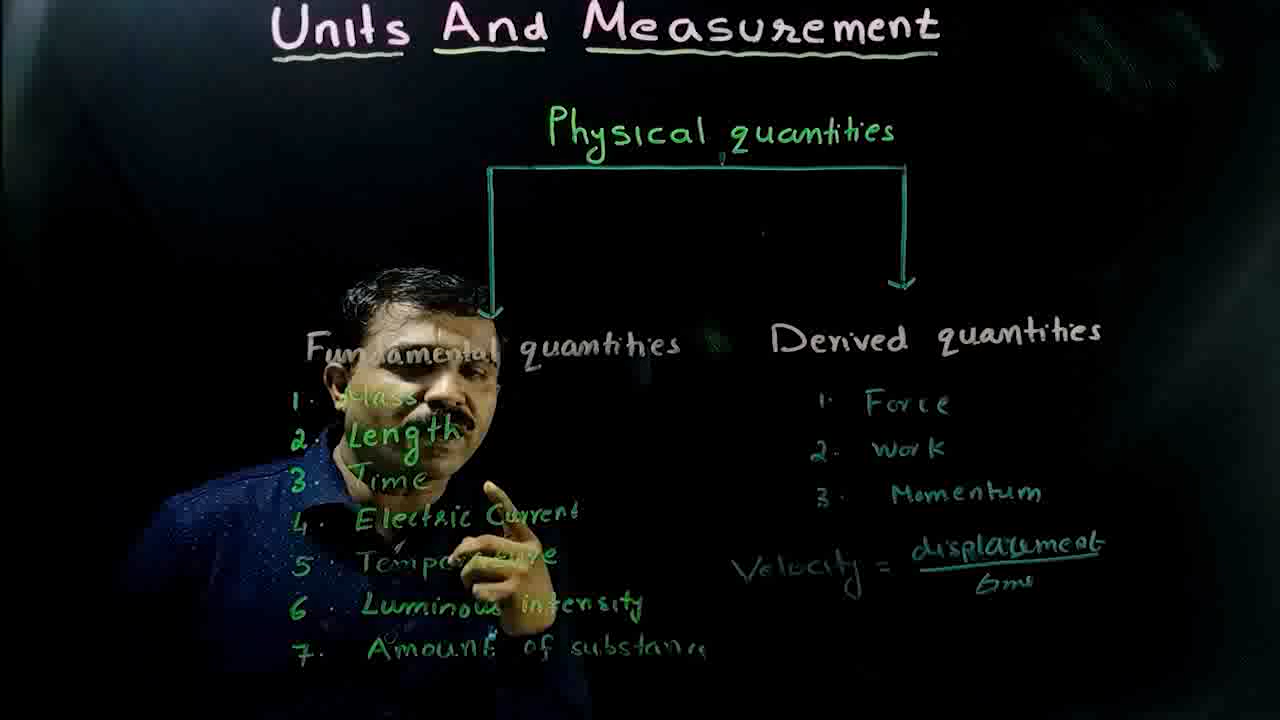 Units And Measurement
Physical quantities
Fundamental quantities
1. Mass
2. Length
3. Time
4. Electric Current
5. Temperature
6. Luminous intensity
7. Amount of substance
Derived quantities
1. Force
2. Work
3. Momentum
Velocity = displacement
time